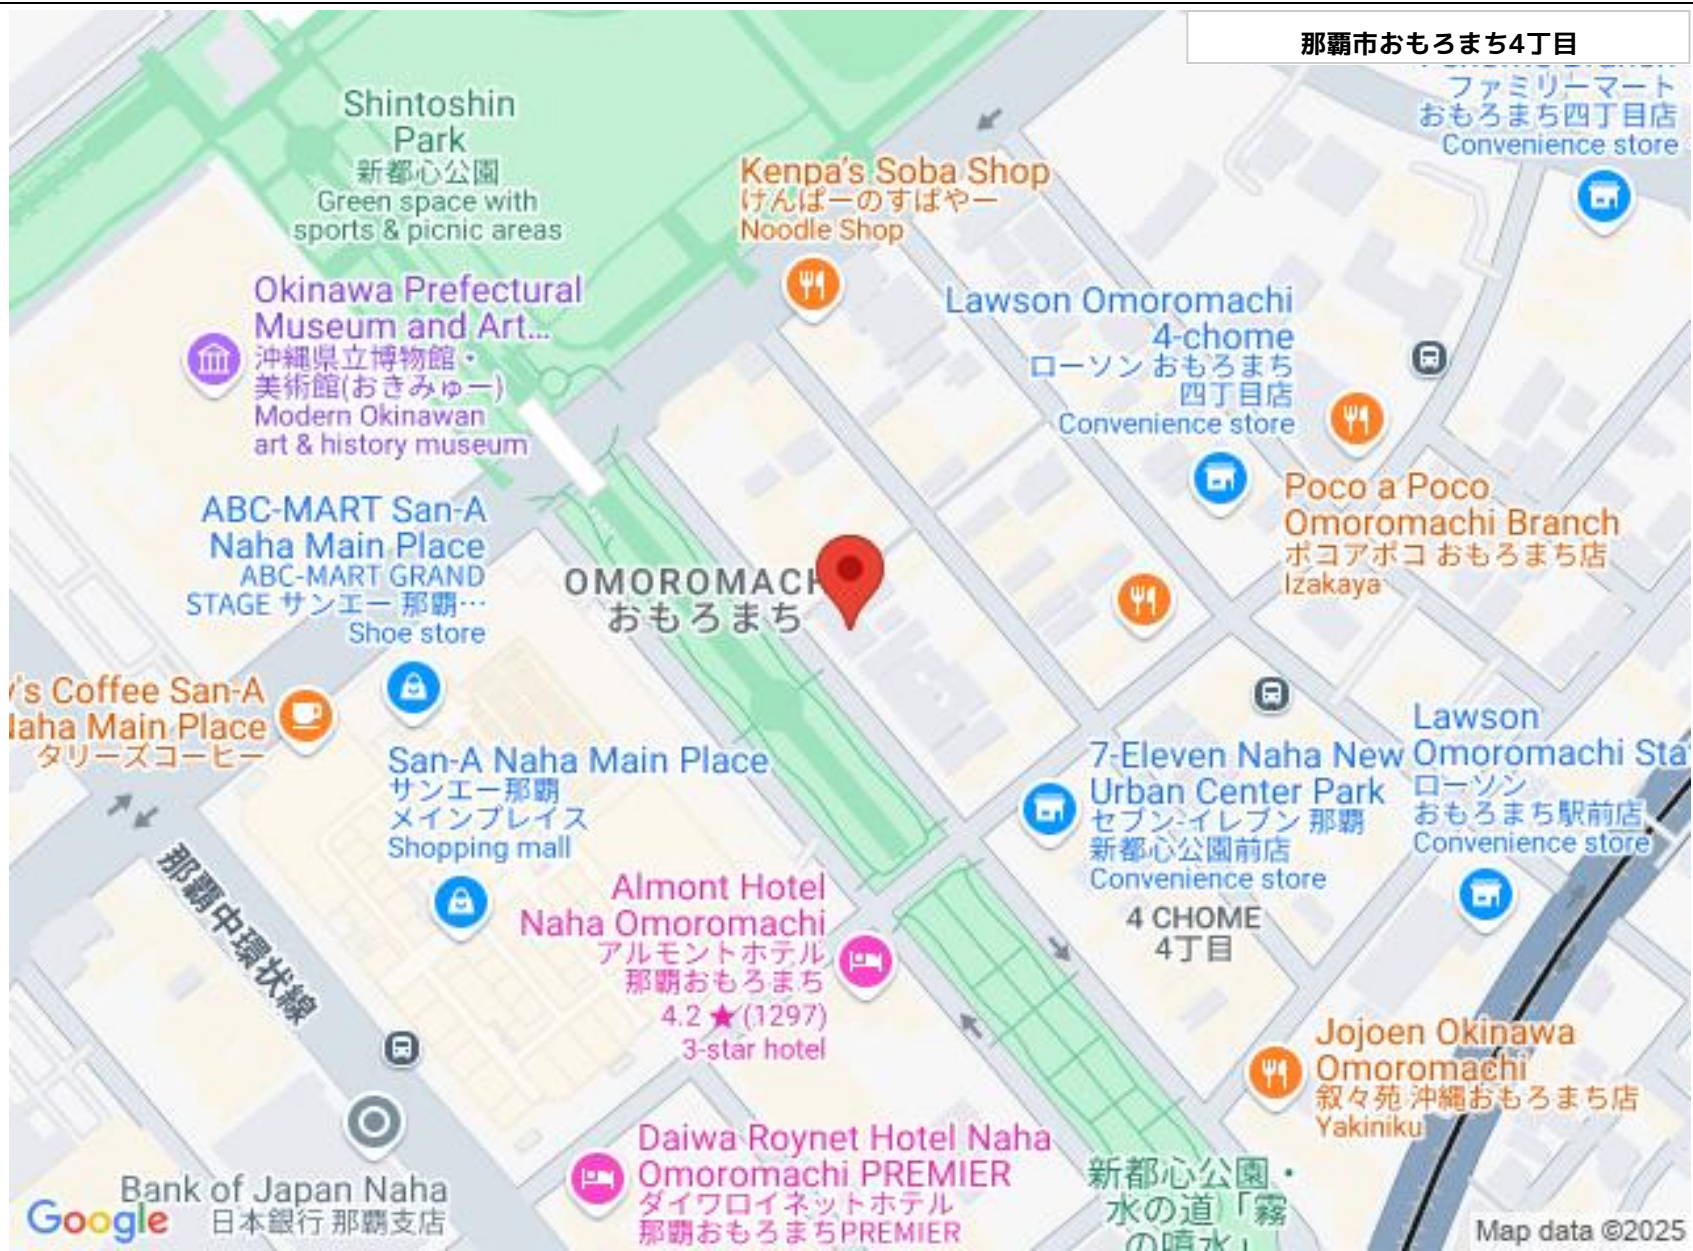 那覇市おもろまち4丁目
ファミリーマート
おもろまち四丁目店
Convenience store
Shintoshin
Park
新都心公園
Green space with
sports & picnic areas
Kenpa's Soba Shop
けんぱーのすばやー
Noodle Shop
Okinawa Prefectural
Museum and Art...
沖縄県立博物館・
美術館(おきみゅー)
Modern Okinawan
art & history museum
Lawson Omoromachi
4-chome
ローソン おもろまち
四丁目店
Convenience store
Poco a Poco
Omoromachi Branch
ポコアポコ おもろまち店
Izakaya
ABC-MART San-A
Naha Main Place
ABC-MART GRAND
STAGE サンエー 那覇…
Shoe store
OMOROMACH
おもろまち
y's Coffee San-A
Naha Main Place
タリーズコーヒー
San-A Naha Main Place
サンエー那覇
メインプレイス
Shopping mall
7-Eleven Naha New
Urban Center Park
セブン-イレブン 那覇
新都心公園前店
Convenience store
Lawson
Omoromachi Sta
ローソン
おもろまち駅前店
Convenience store
那覇中環状線
Almont Hotel
Naha Omoromachi
アルモントホテル
那覇おもろまち
4.2 ★ (1297)
3-star hotel
4 CHOME
4丁目
Jojoen Okinawa
Omoromachi
叙々苑 沖縄おもろまち店
Yakiniku
Daiwa Roynet Hotel Naha
Omoromachi PREMIER
ダイワロイネットホテル
那覇おもろまちPREMIER
新都心公園・
水の道「霧
の噴水」
Bank of Japan Naha
日本銀行 那覇支店
Google
Map data ©2025